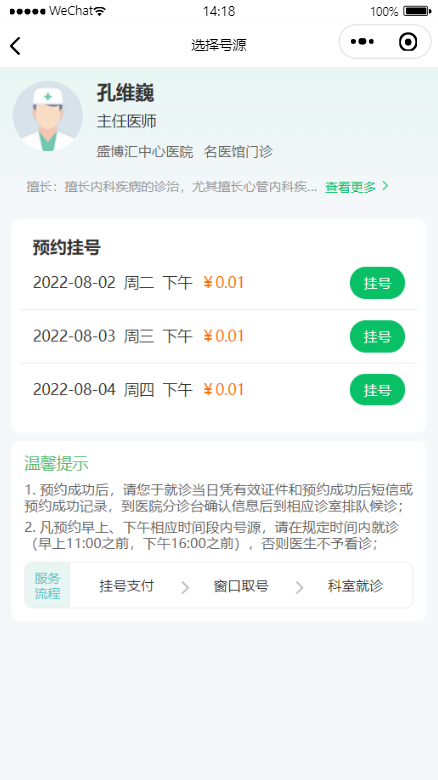 WeChat 14:18 100%
选择号源
孔维巍
主任医师
盛博汇中心医院 名医馆门诊
擅长：擅长内科疾病的诊治，尤其擅长心管内科疾... 查看更多
预约挂号
2022-08-02 周二 下午 ￥0.01 挂号
2022-08-03 周三 下午 ￥0.01 挂号
2022-08-04 周四 下午 ￥0.01 挂号
温馨提示
1. 预约成功后，请您于就诊当日凭有效证件和预约成功后短信或
预约成功记录，到医院分诊台确认信息后到相应诊室排队候诊；
2. 凡预约早上、下午相应时间段内号源，请在规定时间内就诊
（早上11:00之前，下午16:00之前），否则医生不予看诊；
服务 挂号支付 窗口取号 科室就诊
流程